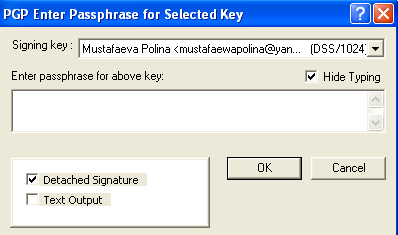 PGP Enter Passphrase for Selected Key
Signing key : Mustafaeva Polina <mustafaewapolina@yan... (DSS/1024)
Enter passphrase for above key: Hide Typing
OK Cancel
Detached Signature
Text Output